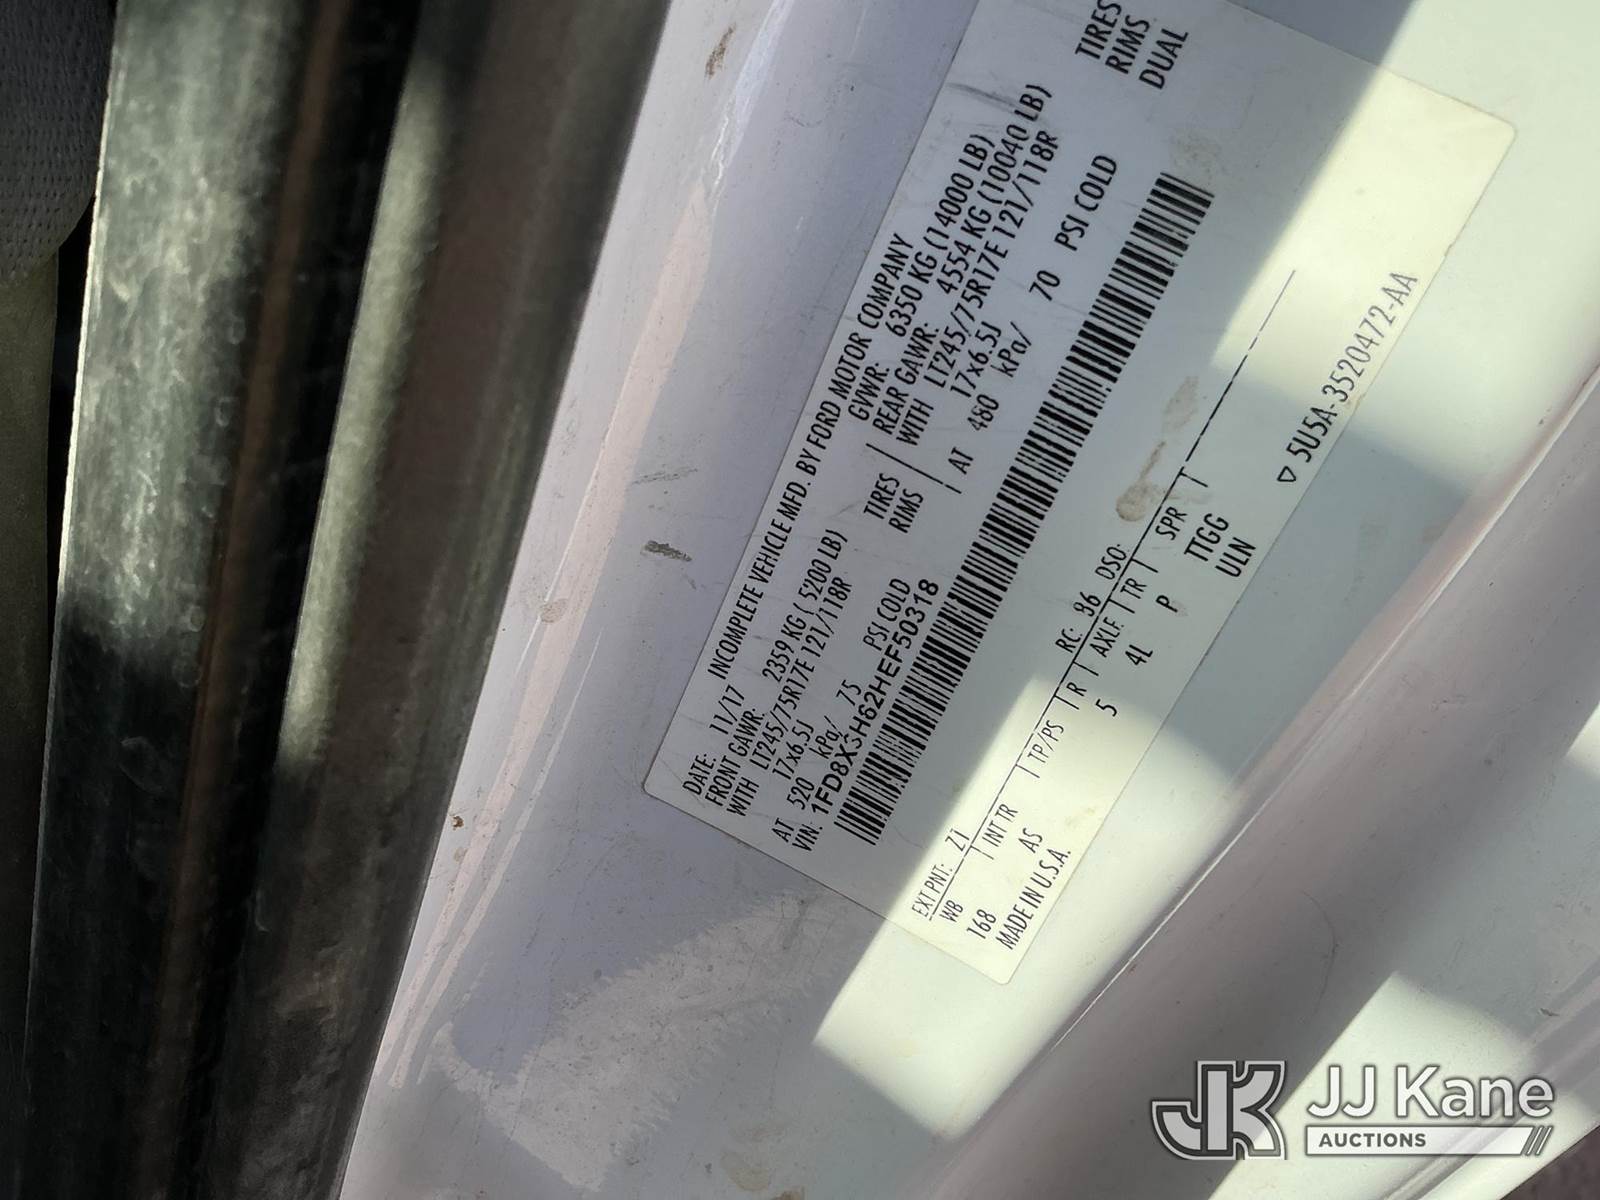 INCOMPLETE VEHICLE MFD. BY FORD MOTOR COMPANY
DATE: 11/17 GVWR: 6350 KG (14000 LB)
FRONT GAWR: 2359 KG ( 5200 LB) REAR GAWR: 4554 KG (10040 LB)
WITH LT245/75R17E 121/118R TIRES WITH LT245/75R17E 121/118R TIRES
17x6.5J RIMS 17x6.5J RIMS
AT 520 kPa/ 75 PSI COLD AT 480 kPa/ 70 PSI COLD DUAL
VIN: 1FD8X3H62HEF50318
EXT PNT: Z1 RC: 96 DSO:
WB INT TR TP/PS R AXLE TR SPR
168 AS 5 4L P TTGG
MADE IN U.S.A. ULN
▽ 5U5A-3520472-AA
JK JJ Kane
AUCTIONS